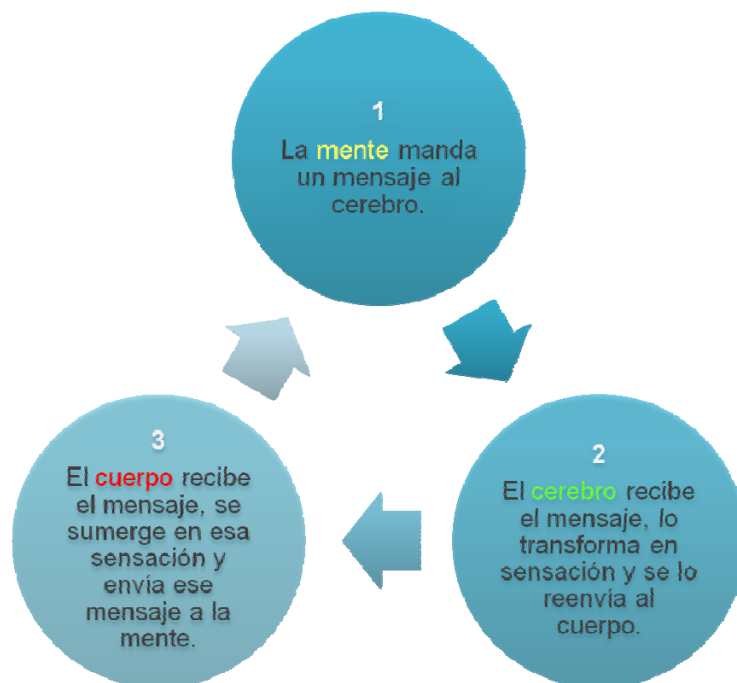 1
La mente manda
un mensaje al
cerebro.
2
El cerebro recibe
el mensaje, lo
transforma en
sensación y se lo
reenvía al
cuerpo.
3
El cuerpo recibe
el mensaje, se
sumerge en esa
sensación y
envía ese
mensaje a la
mente.